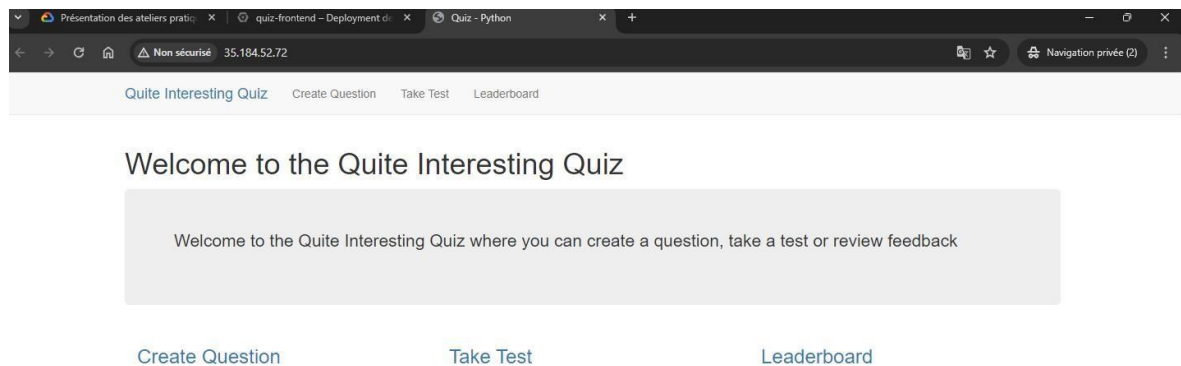 Présentation des ateliers pratiq
quiz-frontend – Deployment de
Quiz - Python
Non sécurisé 35.184.52.72
Navigation privée (2)
Quite Interesting Quiz Create Question Take Test Leaderboard
Welcome to the Quite Interesting Quiz
Welcome to the Quite Interesting Quiz where you can create a question, take a test or review feedback
Create Question Take Test Leaderboard